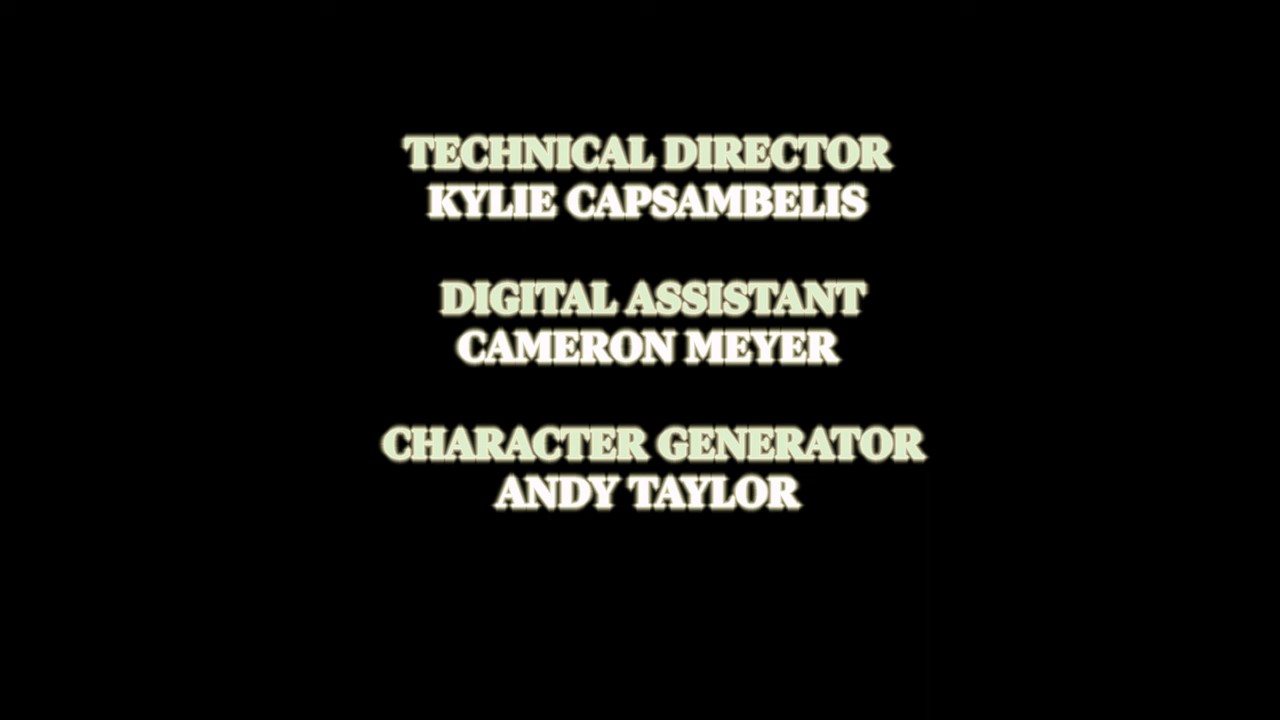 TECHNICAL DIRECTOR
KYLIE CAPSAMBELIS
DIGITAL ASSISTANT
CAMERON MEYER
CHARACTER GENERATOR
ANDY TAYLOR